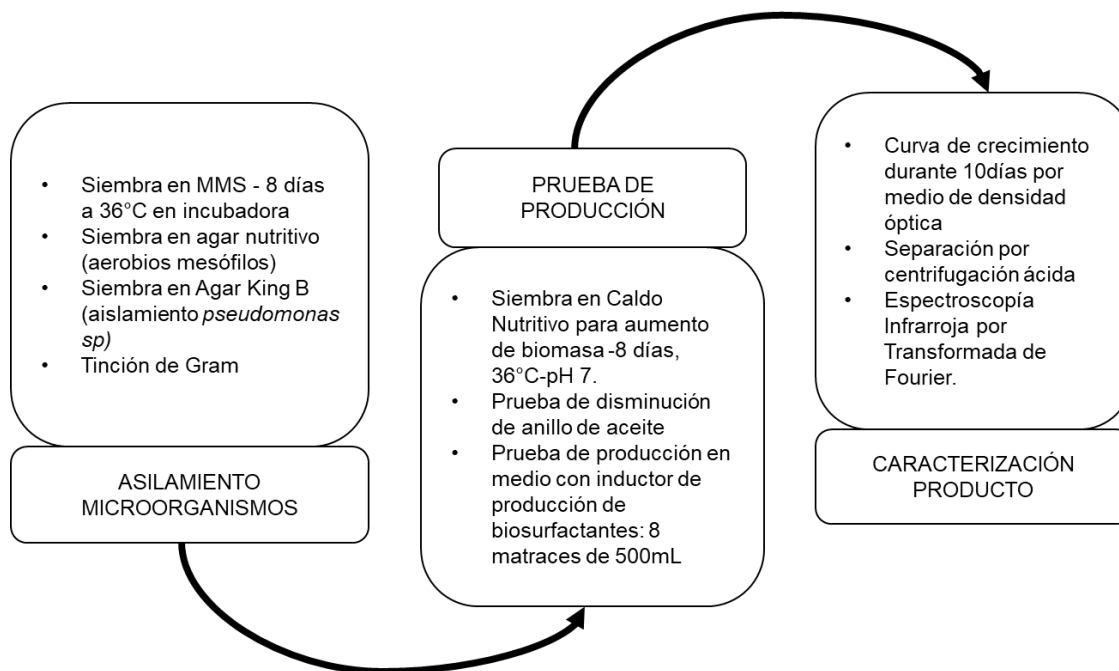 • Siembra en MMS - 8 días
a 36°C en incubadora
• Siembra en agar nutritivo
(aerobios mesófilos)
• Siembra en Agar King B
(aislamiento pseudomonas
sp)
• Tinción de Gram
ASILAMIENTO
MICROORGANISMOS
PRUEBA DE
PRODUCCIÓN
• Siembra en Caldo
Nutritivo para aumento
de biomasa -8 días,
36°C-pH 7.
• Prueba de disminución
de anillo de aceite
• Prueba de producción en
medio con inductor de
producción de
biosurfactantes: 8
matraces de 500mL
• Curva de crecimiento
durante 10días por
medio de densidad
óptica
• Separación por
centrifugación ácida
• Espectroscopía
Infrarroja por
Transformada de
Fourier.
CARACTERIZACIÓN
PRODUCTO